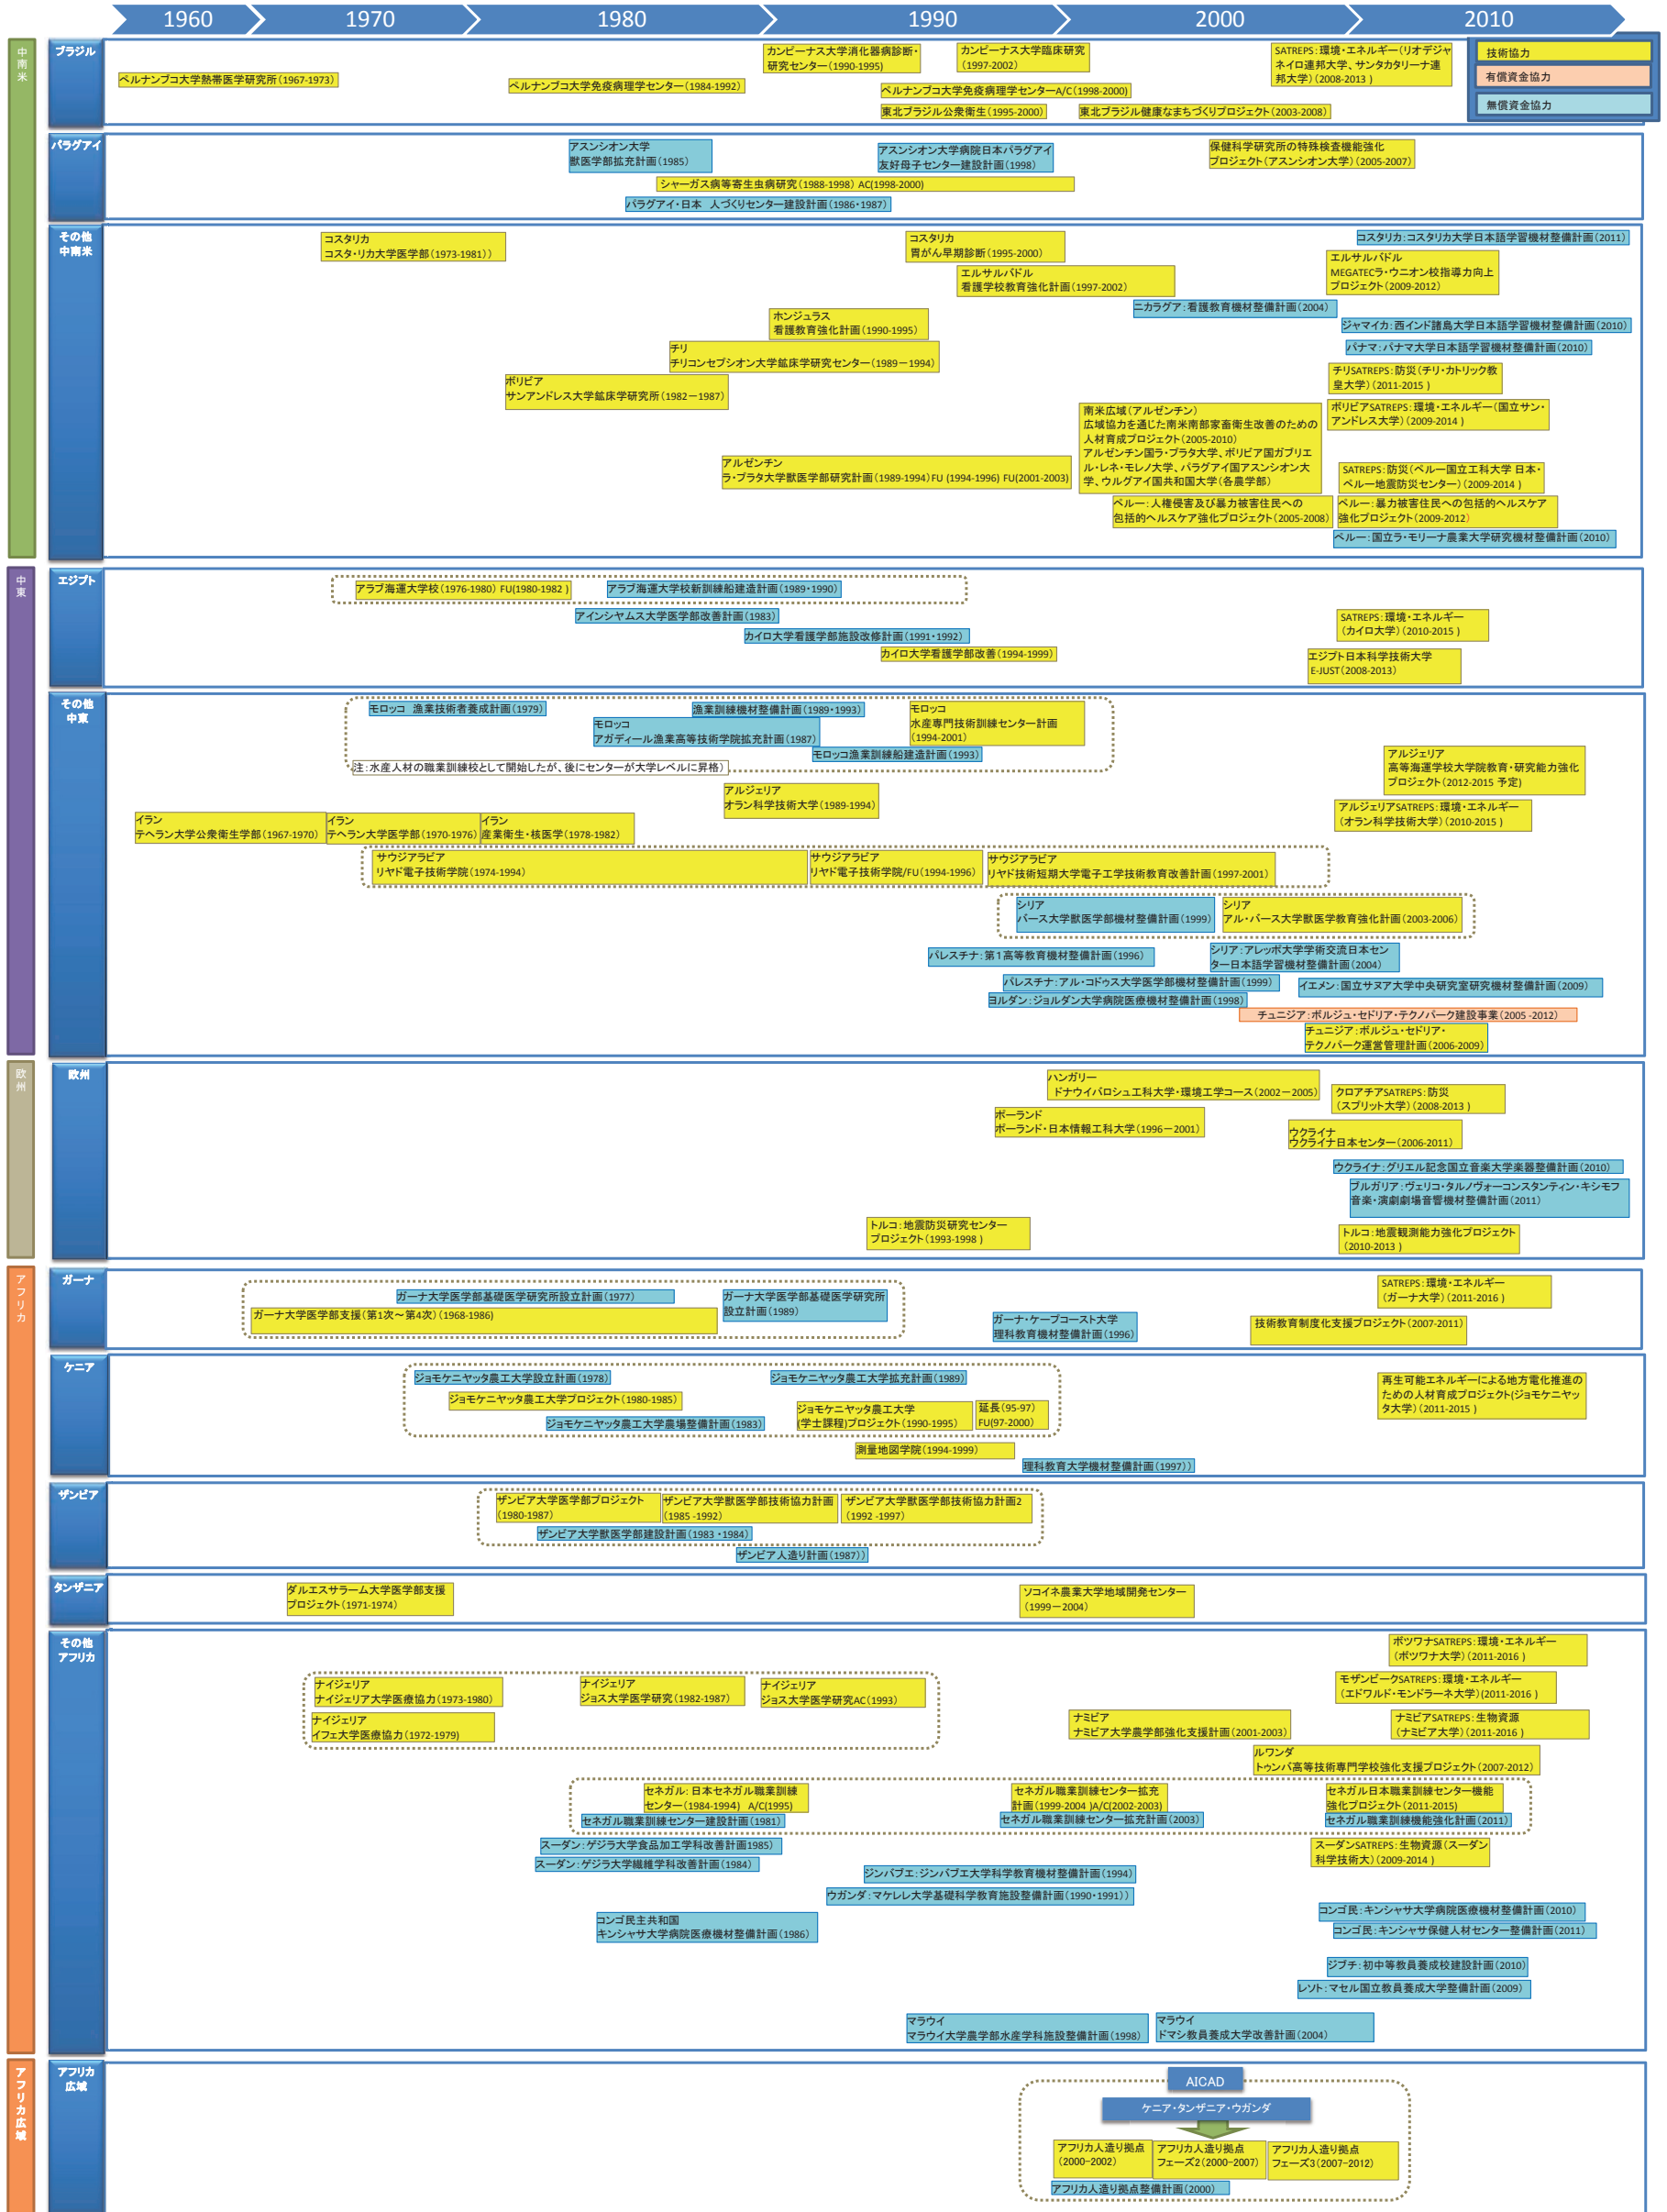 1960
1970
1980
1990
2000
2010
技術協力
有償資金協力
無償資金協力
中南米
ブラジル
ペルナンブコ大学熱帯医学研究所(1967-1973)
ペルナンブコ大学免疫病理学センター(1984-1992)
カンピーナス大学消化器病診断・
研究センター(1990-1995)
カンピーナス大学臨床研究
(1997-2002)
ペルナンブコ大学免疫病理学センターA/C(1998-2000)
東北ブラジル公衆衛生(1995-2000)
東北ブラジル健康なまちづくりプロジェクト(2003-2008)
SATREPS:環境・エネルギー(リオデジャ
ネイロ連邦大学、サンタカタリーナ連
邦大学)(2008-2013 )
パラグアイ
アスンシオン大学
獣医学部拡充計画(1985)
アスンシオン大学病院日本パラグアイ
友好母子センター建設計画(1998)
保健科学研究所の特殊検査機能強化
プロジェクト(アスンシオン大学)(2005-2007)
シャーガス病等寄生虫病研究(1988-1998) AC(1998-2000)
パラグアイ・日本 人づくりセンター建設計画(1986・1987)
その他
中南米
コスタリカ
コスタ・リカ大学医学部(1973-1981))
コスタリカ
胃がん早期診断(1995-2000)
コスタリカ:コスタリカ大学日本語学習機材整備計画(2011)
エルサルバドル
看護学校教育強化計画(1997-2002)
エルサルバドル
MEGATECラ・ウニオン校指導力向上
プロジェクト(2009-2012)
ニカラグア:看護教育機材整備計画(2004)
ホンジュラス
看護教育強化計画(1990-1995)
ジャマイカ:西インド諸島大学日本語学習機材整備計画(2010)
パナマ:パナマ大学日本語学習機材整備計画(2010)
チリ
チリコンセプシオン大学鉱床学研究センター(1989-1994)
チリSATREPS:防災(チリ・カトリック教
皇大学)(2011-2015 )
ボリビア
サンアンドレス大学鉱床学研究所(1982-1987)
ボリビアSATREPS:環境・エネルギー(国立サン・
アンドレス大学)(2009-2014 )
南米広域(アルゼンチン)
広域協力を通じた南米南部家畜衛生改善のための
人材育成プロジェクト(2005-2010)
アルゼンチン国ラ・プラタ大学、ボリビア国ガブリエ
ル・レネ・モレノ大学、パラグアイ国アスンシオン大
学、ウルグアイ国共和国大学(各農学部)
アルゼンチン
ラ・プラタ大学獣医学部研究計画(1989-1994)FU (1994-1996) FU(2001-2003)
SATREPS:防災(ペルー国立工科大学 日本・
ペルー地震防災センター)(2009-2014 )
ペルー:人権侵害及び暴力被害住民への
包括的ヘルスケア強化プロジェクト(2005-2008)
ペルー:暴力被害住民への包括的ヘルスケア
強化プロジェクト(2009-2012)
ペルー:国立ラ・モリーナ農業大学研究機材整備計画(2010)
中東
エジプト
アラブ海運大学校(1976-1980) FU(1980-1982 )
アラブ海運大学校新訓練船建造計画(1989・1990)
アインシャムス大学医学部改善計画(1983)
カイロ大学看護学部施設改修計画(1991・1992)
カイロ大学看護学部改善(1994-1999)
SATREPS:環境・エネルギー
(カイロ大学)(2010-2015 )
エジプト日本科学技術大学
E-JUST(2008-2013)
その他
中東
モロッコ 漁業技術者養成計画(1979)
漁業訓練機材整備計画(1989・1993)
モロッコ
アガディール漁業高等技術学院拡充計画(1987)
モロッコ
水産専門技術訓練センター計画
(1994-2001)
モロッコ漁業訓練船建造計画(1993)
注:水産人材の職業訓練校として開始したが、後にセンターが大学レベルに昇格)
アルジェリア
高等海運学校大学院教育・研究能力強化
プロジェクト(2012-2015 予定)
アルジェリア
オラン科学技術大学(1989-1994)
アルジェリアSATREPS:環境・エネルギー
(オラン科学技術大学)(2010-2015 )
イラン
テヘラン大学公衆衛生学部(1967-1970)
イラン
テヘラン大学医学部(1970-1976)
イラン
産業衛生・核医学(1978-1982)
サウジアラビア
リヤド電子技術学院(1974-1994)
サウジアラビア
リヤド電子技術学院/FU(1994-1996)
サウジアラビア
リヤド技術短期大学電子工学技術教育改善計画(1997-2001)
シリア
バース大学獣医学部機材整備計画(1999)
シリア
アル・バース大学獣医学教育強化計画(2003-2006)
パレスチナ:第1高等教育機材整備計画(1996)
シリア:アレッポ大学学術交流日本セン
ター日本語学習機材整備計画(2004)
パレスチナ:アル・コドゥス大学医学部機材整備計画(1999)
イエメン:国立サヌア大学中央研究室研究機材整備計画(2009)
ヨルダン:ジョルダン大学病院医療機材整備計画(1998)
チュニジア:ボルジュ・セドリア・テクノパーク建設事業(2005 -2012)
チュニジア:ボルジュ・セドリア・
テクノパーク運営管理計画(2006-2009)
欧州
欧州
ハンガリー
ドナウイバロシュ工科大学・環境工学コース(2002-2005)
クロアチアSATREPS:防災
(スプリット大学)(2008-2013 )
ポーランド
ポーランド・日本情報工科大学(1996-2001)
ウクライナ
ウクライナ日本センター(2006-2011)
ウクライナ:グリエル記念国立音楽大学楽器整備計画(2010)
ブルガリア:ヴェリコ・タルノヴォーコンスタンティン・キシモフ
音楽・演劇劇場音響機材整備計画(2011)
トルコ:地震防災研究センター
プロジェクト(1993-1998 )
トルコ:地震観測能力強化プロジェクト
(2010-2013 )
アフリカ
ガーナ
ガーナ大学医学部基礎医学研究所設立計画(1977)
ガーナ大学医学部支援(第1次~第4次)(1968-1986)
ガーナ大学医学部基礎医学研究所
設立計画(1989)
ガーナ・ケープコースト大学
理科教育機材整備計画(1996)
SATREPS:環境・エネルギー
(ガーナ大学)(2011-2016 )
技術教育制度化支援プロジェクト(2007-2011)
ケニア
ジョモケニヤッタ農工大学設立計画(1978)
ジョモケニヤッタ農工大学拡充計画(1989)
ジョモケニヤッタ農工大学プロジェクト(1980-1985)
ジョモケニヤッタ農工大学農場整備計画(1983)
ジョモケニヤッタ農工大学
(学士課程)プロジェクト(1990-1995)
延長(95-97)
FU(97-2000)
再生可能エネルギーによる地方電化推進の
ための人材育成プロジェクト(ジョモケニヤッ
タ大学)(2011-2015 )
測量地図学院(1994-1999)
理科教育大学機材整備計画(1997))
ザンビア
ザンビア大学医学部プロジェクト
(1980-1987)
ザンビア大学獣医学部技術協力計画
(1985 -1992)
ザンビア大学獣医学部技術協力計画2
(1992 -1997)
ザンビア大学獣医学部建設計画(1983 ・1984)
ザンビア人造り計画(1987))
タンザニア
ダルエスサラーム大学医学部支援
プロジェクト(1971-1974)
ソコイネ農業大学地域開発センター
(1999-2004)
その他
アフリカ
ボツワナSATREPS:環境・エネルギー
(ボツワナ大学)(2011-2016 )
ナイジェリア
ナイジェリア大学医療協力(1973-1980)
ナイジェリア
ジョス大学医学研究(1982-1987)
ナイジェリア
ジョス大学医学研究AC(1993)
モザンビークSATREPS:環境・エネルギー
(エドワルド・モンドラーネ大学)(2011-2016 )
ナイジェリア
イフェ大学医療協力(1972-1979)
ナミビア
ナミビア大学農学部強化支援計画(2001-2003)
ナミビアSATREPS:生物資源
(ナミビア大学)(2011-2016 )
ルワンダ
トゥンバ高等技術専門学校強化支援プロジェクト(2007-2012)
セネガル:日本セネガル職業訓練
センター(1984-1994) A/C(1995)
セネガル職業訓練センター拡充
計画(1999-2004 )A/C(2002-2003)
セネガル日本職業訓練センター機能
強化プロジェクト(2011-2015)
セネガル職業訓練センター建設計画(1981)
セネガル職業訓練センター拡充計画(2003)
セネガル職業訓練機能強化計画(2011)
スーダン:ゲジラ大学食品加工学科改善計画1985)
スーダン:ゲジラ大学繊維学科改善計画(1984)
スーダンSATREPS:生物資源(スーダン
科学技術大)(2009-2014 )
ジンバブエ:ジンバブエ大学科学教育機材整備計画(1994)
ウガンダ:マケレレ大学基礎科学教育施設整備計画(1990・1991))
コンゴ民主共和国
キンシャサ大学病院医療機材整備計画(1986)
コンゴ民:キンシャサ大学病院医療機材整備計画(2010)
コンゴ民:キンシャサ保健人材センター整備計画(2011)
ジブチ:初中等教員養成校建設計画(2010)
レソト:マセル国立教員養成大学整備計画(2009)
マラウイ
マラウイ大学農学部水産学科施設整備計画(1998)
マラウイ
ドマシ教員養成大学改善計画(2004)
アフリカ広域
アフリカ
広域
AICAD
ケニア・タンザニア・ウガンダ
アフリカ人造り拠点
(2000-2002)
アフリカ人造り拠点
フェーズ2(2000-2007)
アフリカ人造り拠点
フェーズ3(2007-2012)
アフリカ人造り拠点整備計画(2000)